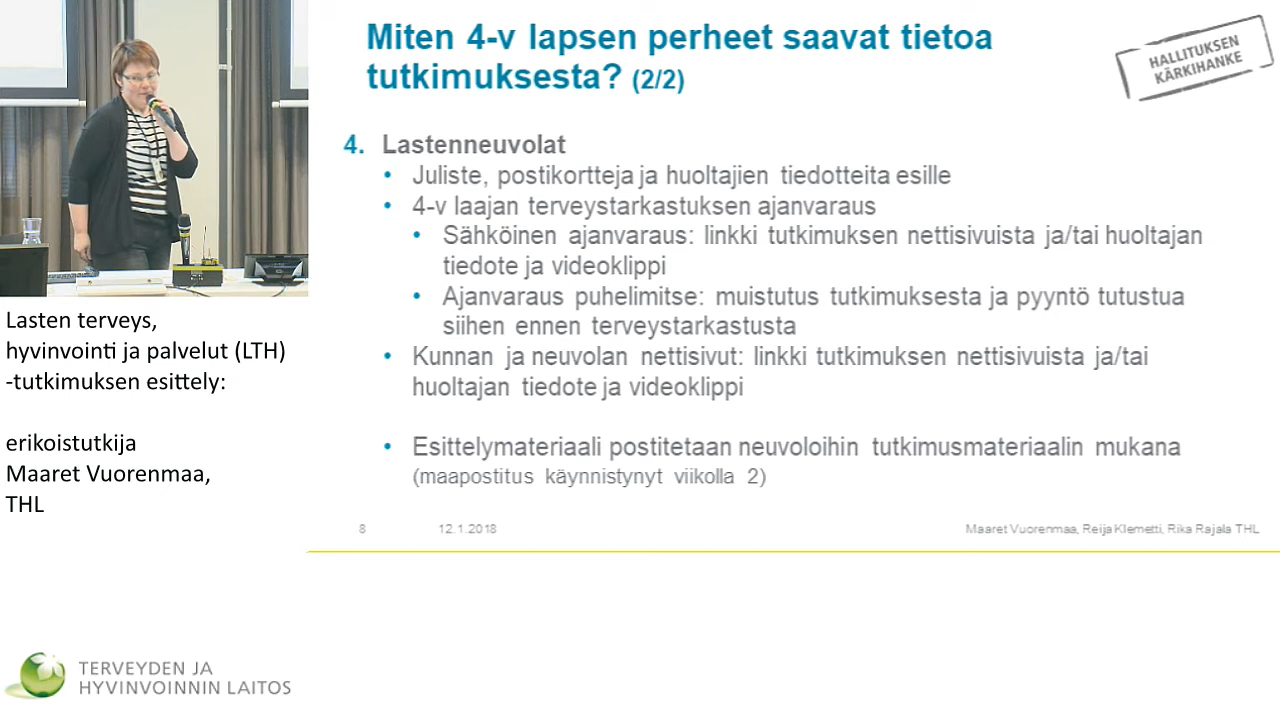 Miten 4-v lapsen perheet saavat tietoa
tutkimuksesta? (2/2)
HALLITUKSEN
KÄRKIHANKE
4. Lastenneuvolat
• Juliste, postikortteja ja huoltajien tiedotteita esille
• 4-v laajan terveystarkastuksen ajanvaraus
• Sähköinen ajanvaraus: linkki tutkimuksen nettisivuista ja/tai huoltajan
tiedote ja videoklippi
• Ajanvaraus puhelimitse: muistutus tutkimuksesta ja pyyntö tutustua
siihen ennen terveystarkastusta
• Kunnan ja neuvolan nettisivut: linkki tutkimuksen nettisivuista ja/tai
huoltajan tiedote ja videoklippi
• Esittelymateriaali postitetaan neuvoloihin tutkimusmateriaalin mukana
(maapostitus käynnistynyt viikolla 2)
8 12.1.2018 Maaret Vuorenmaa, Reija Klemetti, Rika Rajala THL
Lasten terveys,
hyvinvointi ja palvelut (LTH)
-tutkimuksen esittely:
erikoistutkija
Maaret Vuorenmaa,
THL
TERVEYDEN JA
HYVINVOINNIN LAITOS